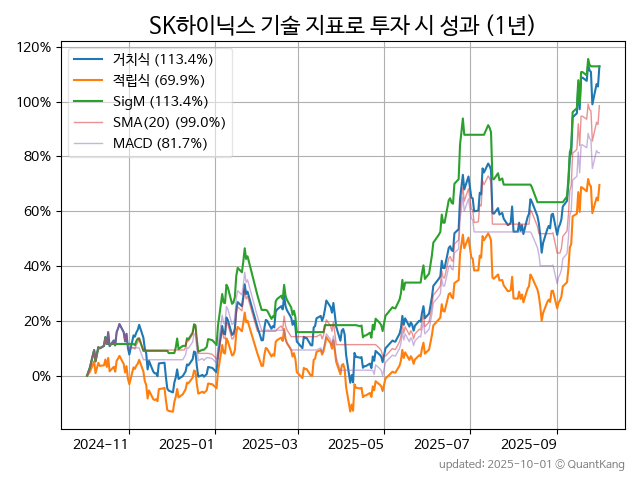 SK하이닉스 기술 지표로 투자 시 성과 (1년)
120%
100%
80%
60%
40%
20%
0%
거치식 (113.4%)
적립식 (69.9%)
SigM (113.4%)
SMA(20) (99.0%)
MACD (81.7%)
2024-11
2025-01
2025-03
2025-05
2025-07
2025-09
updated: 2025-10-01 © QuantKang